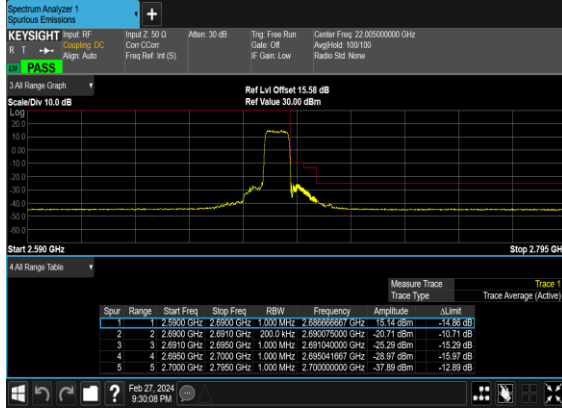 Spectrum Analyzer 1
Spurious Emissions
+
KEYSIGHT Input: RF Input Z: 50 Ω Atten: 30 dB Trig: Free Run Center Freq: 22.005000000 GHz
R T Coupling: DC Corr CCorr Gate: Off Avg|Hold: 100/100
Align: Auto Freq Ref: Int (S) IF Gain: Low Radio Std: None
PASS
3 All Range Graph
Ref Lvl Offset 15.58 dB
Scale/Div 10.0 dB Ref Value 30.00 dBm
Log
20.0
10.0
0.00
-10.0
-20.0
-30.0
-40.0
-50.0
-60.0
Start 2.590 GHz Stop 2.795 GHz
4 All Range Table
Measure Trace Trace 1
Trace Type Trace Average (Active)
Spur Range Start Freq Stop Freq RBW Frequency Amplitude ΔLimit
1 1 2.5900 GHz 2.6900 GHz 1.000 MHz 2.686666667 GHz 15.14 dBm -14.86 dB
2 2 2.6900 GHz 2.6910 GHz 200.0 kHz 2.690075000 GHz -20.71 dBm -10.71 dB
3 3 2.6910 GHz 2.6950 GHz 1.000 MHz 2.691040000 GHz -25.29 dBm -15.29 dB
4 4 2.6950 GHz 2.7000 GHz 1.000 MHz 2.695041667 GHz -28.97 dBm -15.97 dB
5 5 2.7000 GHz 2.7950 GHz 1.000 MHz 2.700000000 GHz -37.89 dBm -12.89 dB
?
Feb 27, 2024
9:30:08 PM